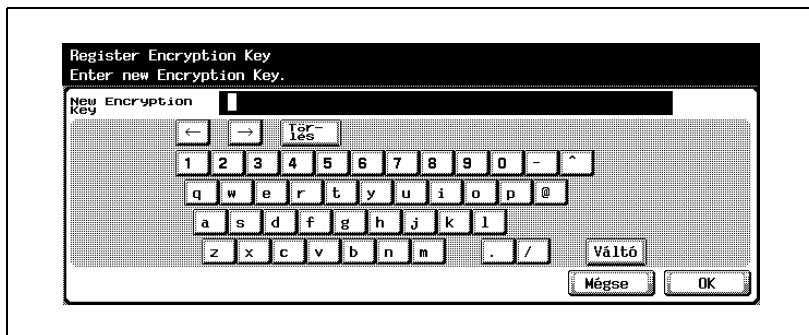 Register Encryption Key
Enter new Encryption Key.
New Encryption
Key
← → Tör-
lés
1 2 3 4 5 6 7 8 9 0 - ^
q w e r t y u i o p @
a s d f g h j k l
z x c v b n m . / Váltó
Mégse OK